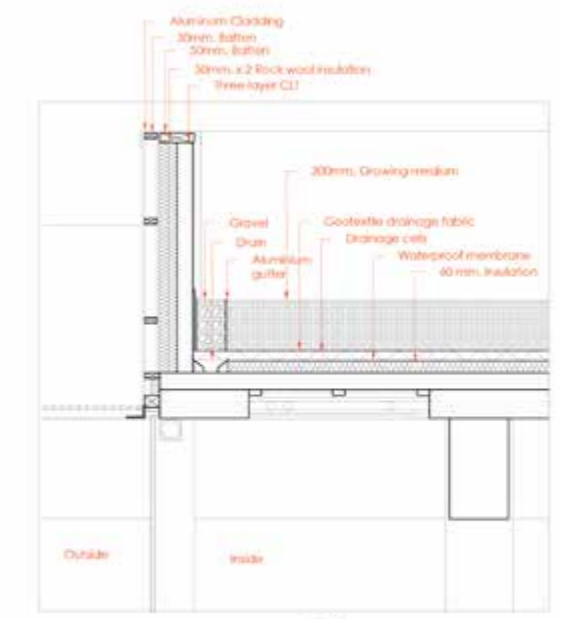 Aluminum Cladding
30mm. Batten
50mm. Batten
50mm. x 2 Rock wool insulation
Three-layer CLT
300mm. Growing medium
Gravel
Geotextile drainage fabric
Drain
Drainage cells
Aluminium
gutter
Waterproof membrane
60 mm. Insulation
Outside
Inside